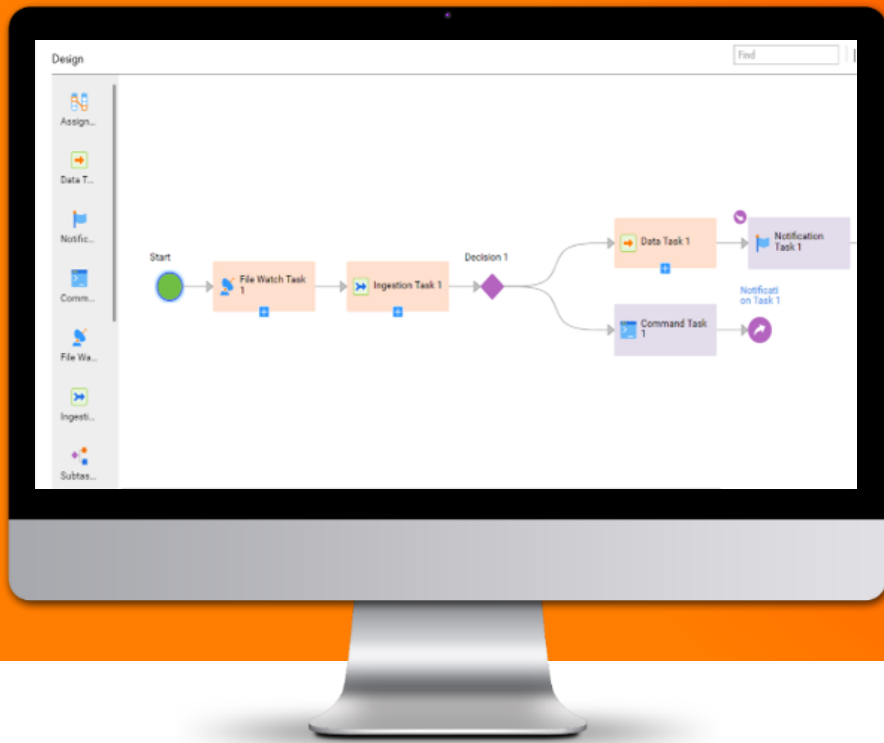 Design
Find
Assign...
Data T...
Notific...
Comm...
File Wa...
Ingesti...
Subtas...
Start
File Watch Task
1
Ingestion Task 1
Decision 1
Data Task 1
Notification
Task 1
Command Task
1
Notificati
on Task 1